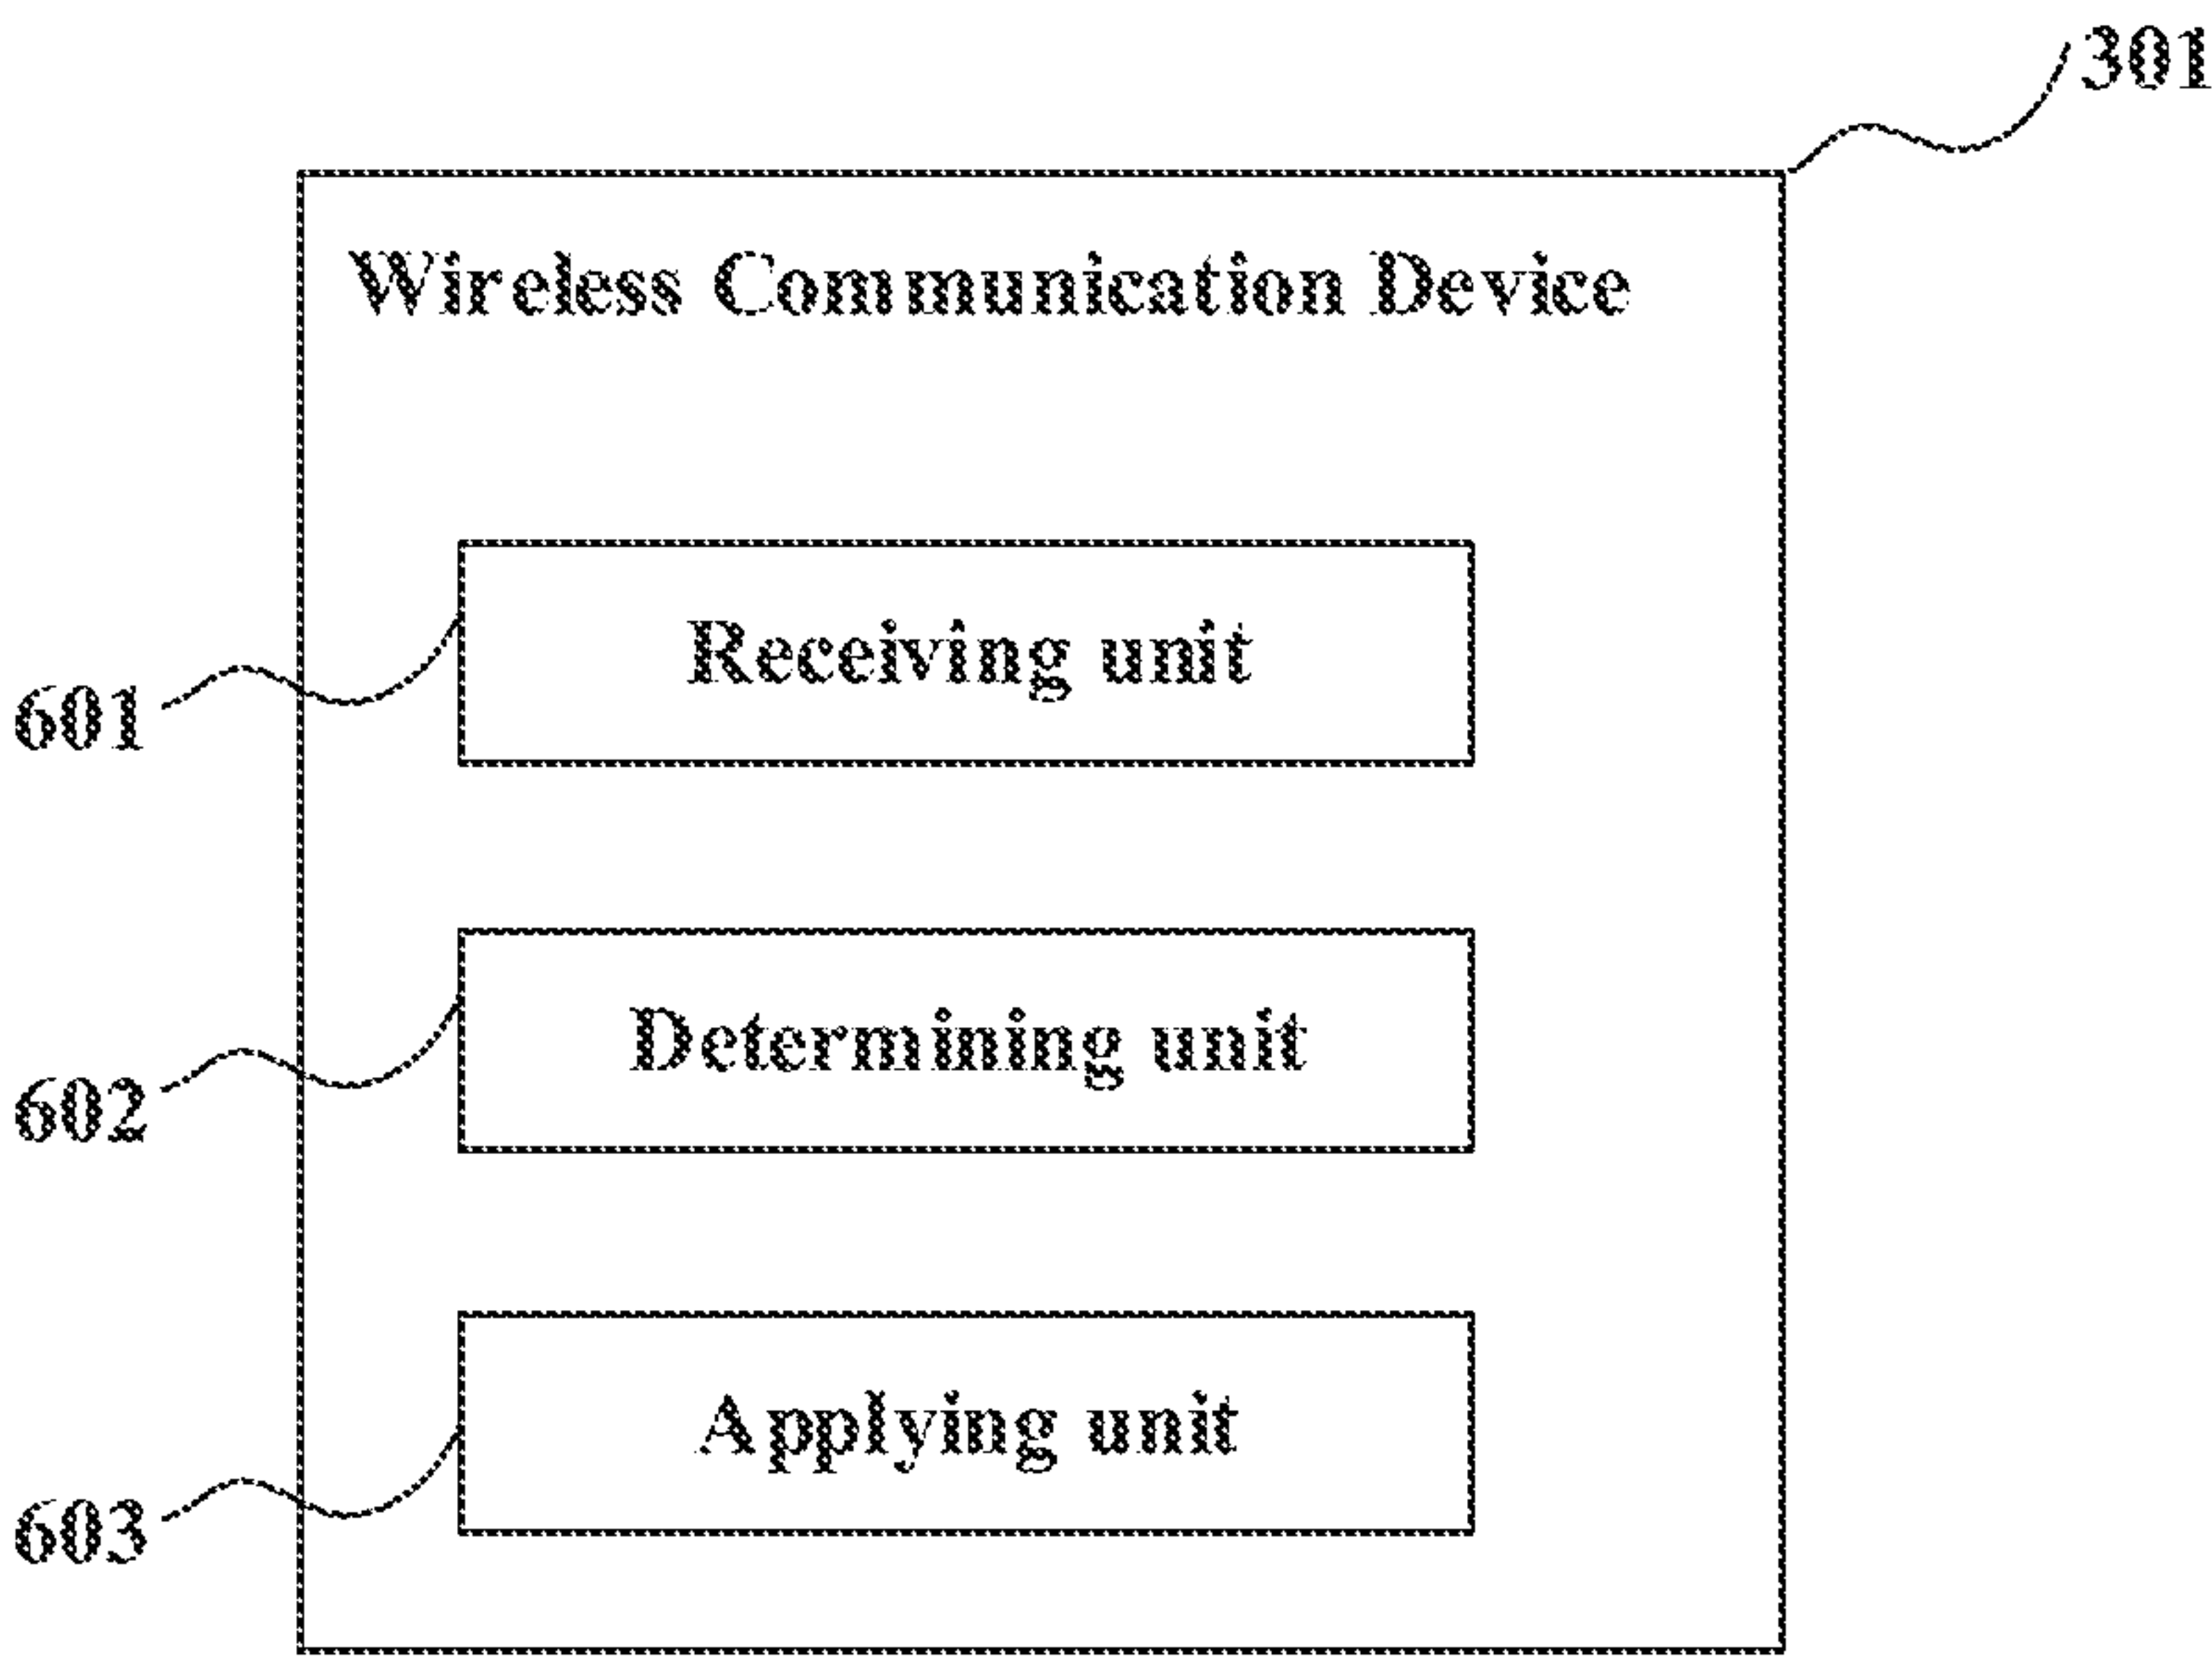 301
Wireless Communication Device
Receiving unit
601
Determining unit
602
Applying unit
603